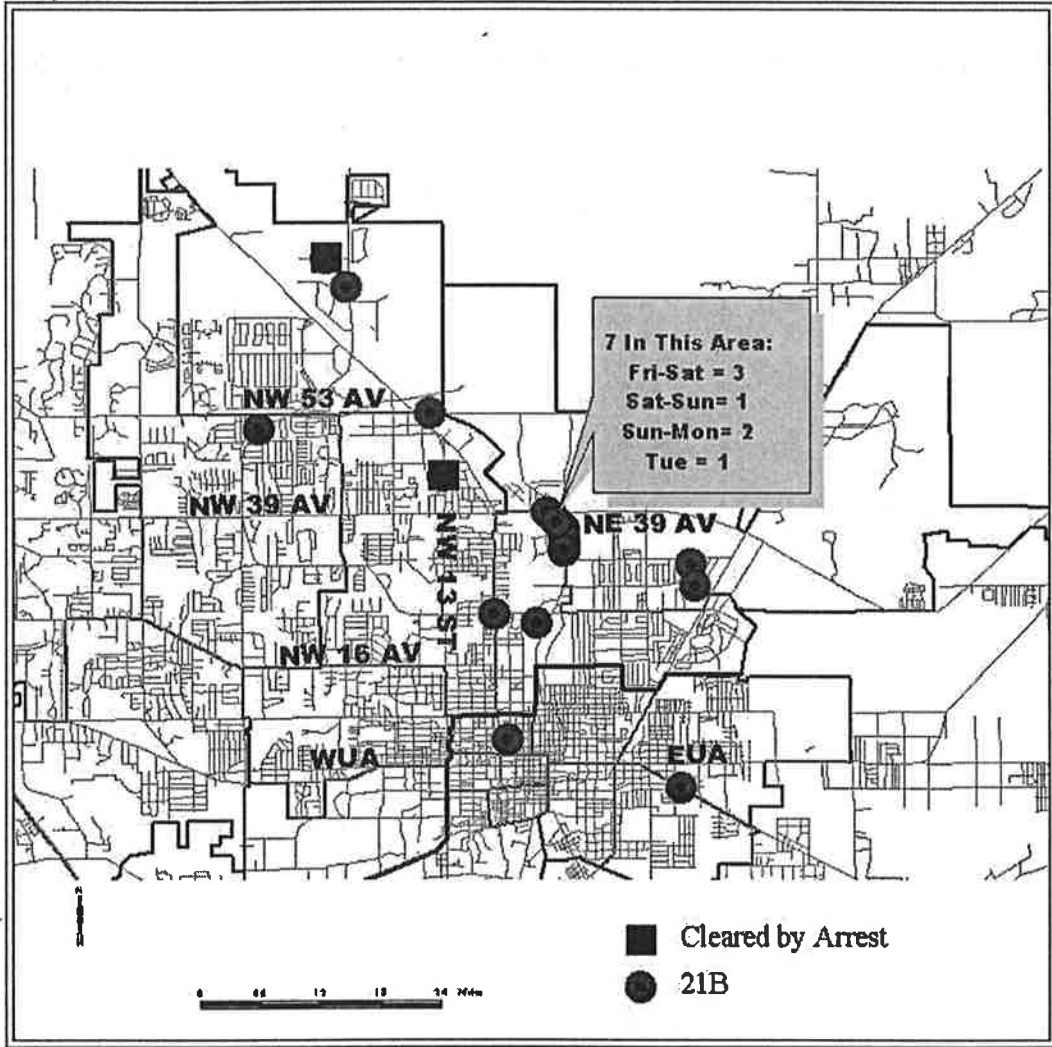 7 In This Area:
Fri-Sat = 3
Sat-Sun= 1
Sun-Mon= 2
Tue = 1
NW 53 AV
NW 39 AV
NE 39 AV
NW 13 ST
NW 16 AV
WUA
EUA
Cleared by Arrest
21B